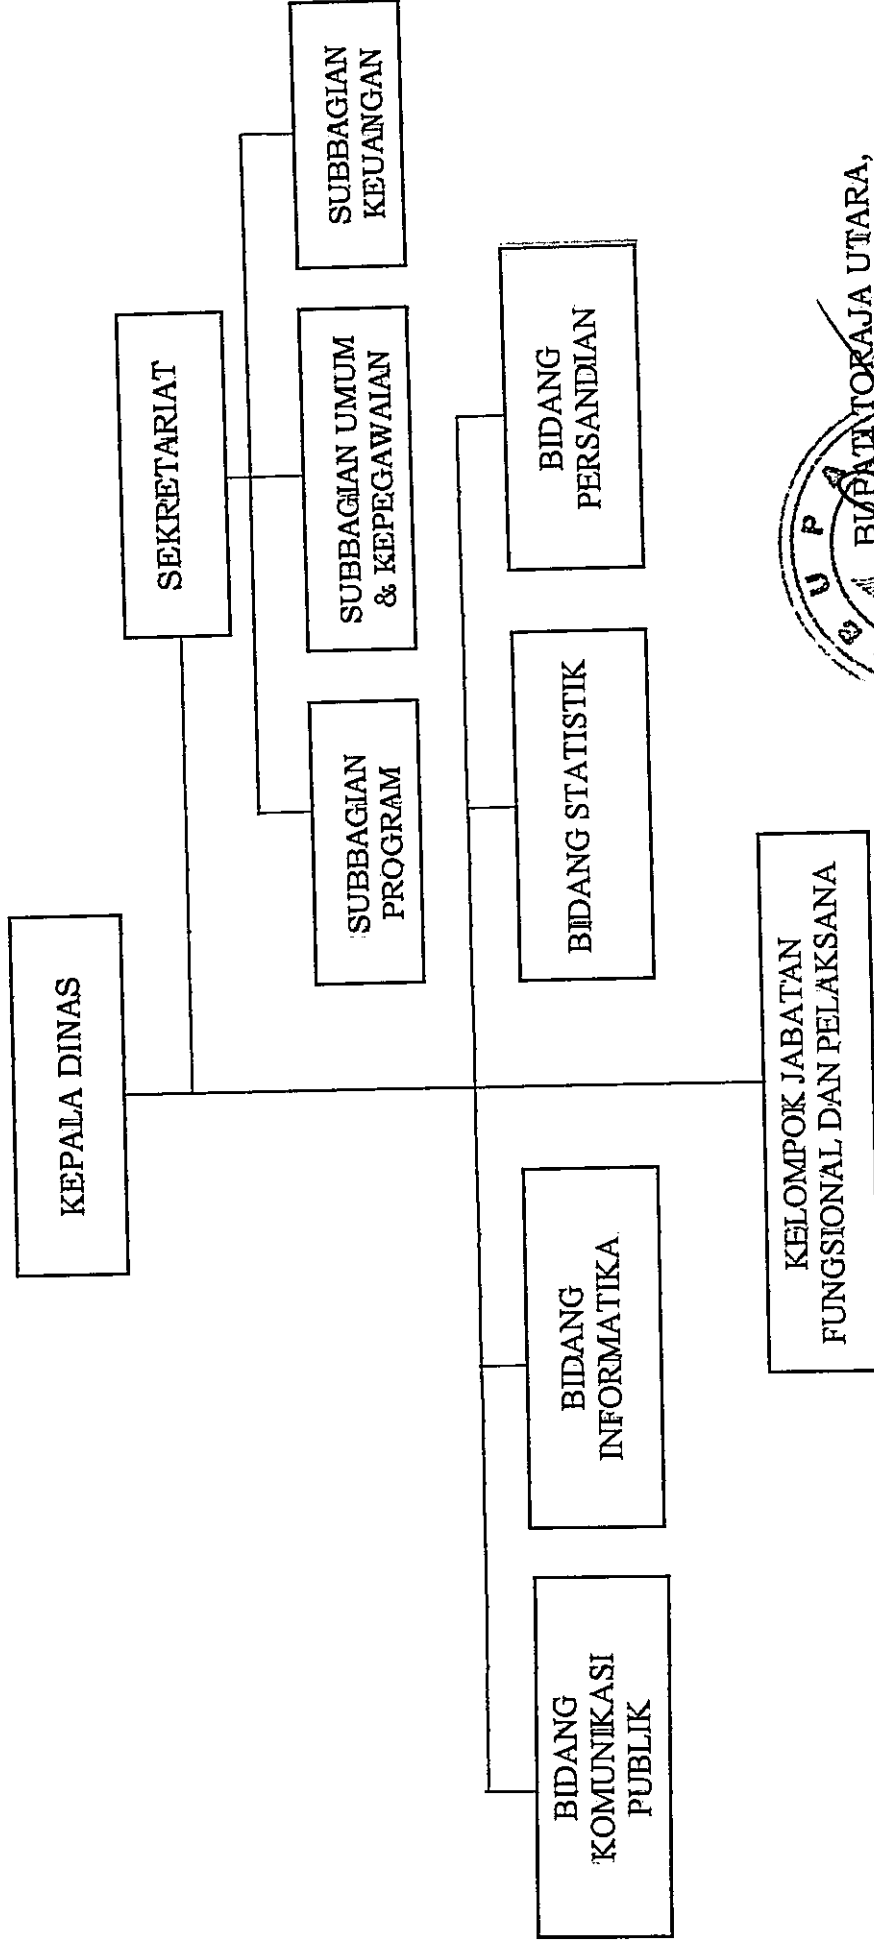 KEPALA DINAS
SEKRETARIAT
SUBBAGIAN
PROGRAM
SUBBAGIAN UMUM
& KEPEGAWAIAN
SUBBAGIAN
KEUANGAN
BIDANG
KOMUNIKASI
PUBLIK
BIDANG
INFORMATIKA
BIDANG STATISTIK
BIDANG
PERSANDIAN
KELOMPOK JABATAN
FUNGSIONAL DAN PELAKSANA
BUPATI TORAJA UTARA,
B U P A